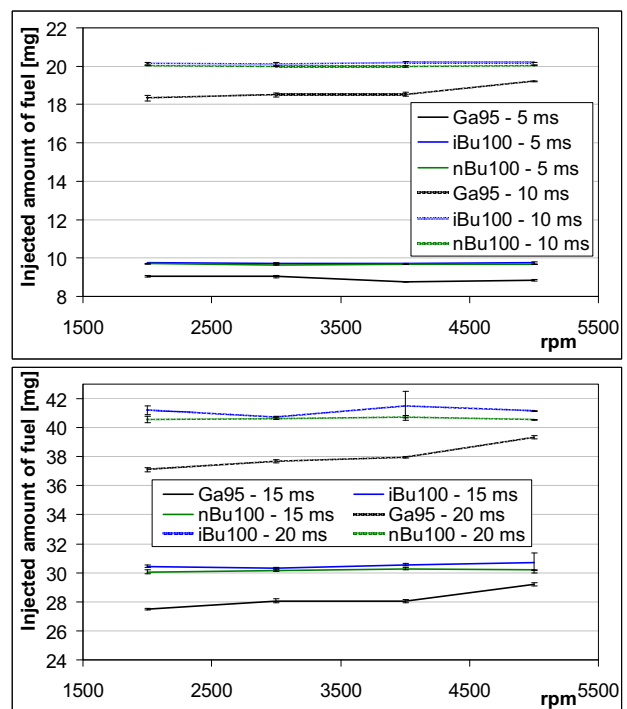 Injected amount of fuel [mg]
22
20
18
16
14
12
10
8
Ga95 - 5 ms
iBu100 - 5 ms
nBu100 - 5 ms
Ga95 - 10 ms
iBu100 - 10 ms
nBu100 - 10 ms
1500 2500 3500 4500 5500
rpm
Injected amount of fuel [mg]
42
40
38
36
34
32
30
28
26
24
Ga95 - 15 ms iBu100 - 15 ms
nBu100 - 15 ms Ga95 - 20 ms
iBu100 - 20 ms nBu100 - 20 ms
1500 2500 3500 4500 5500
rpm